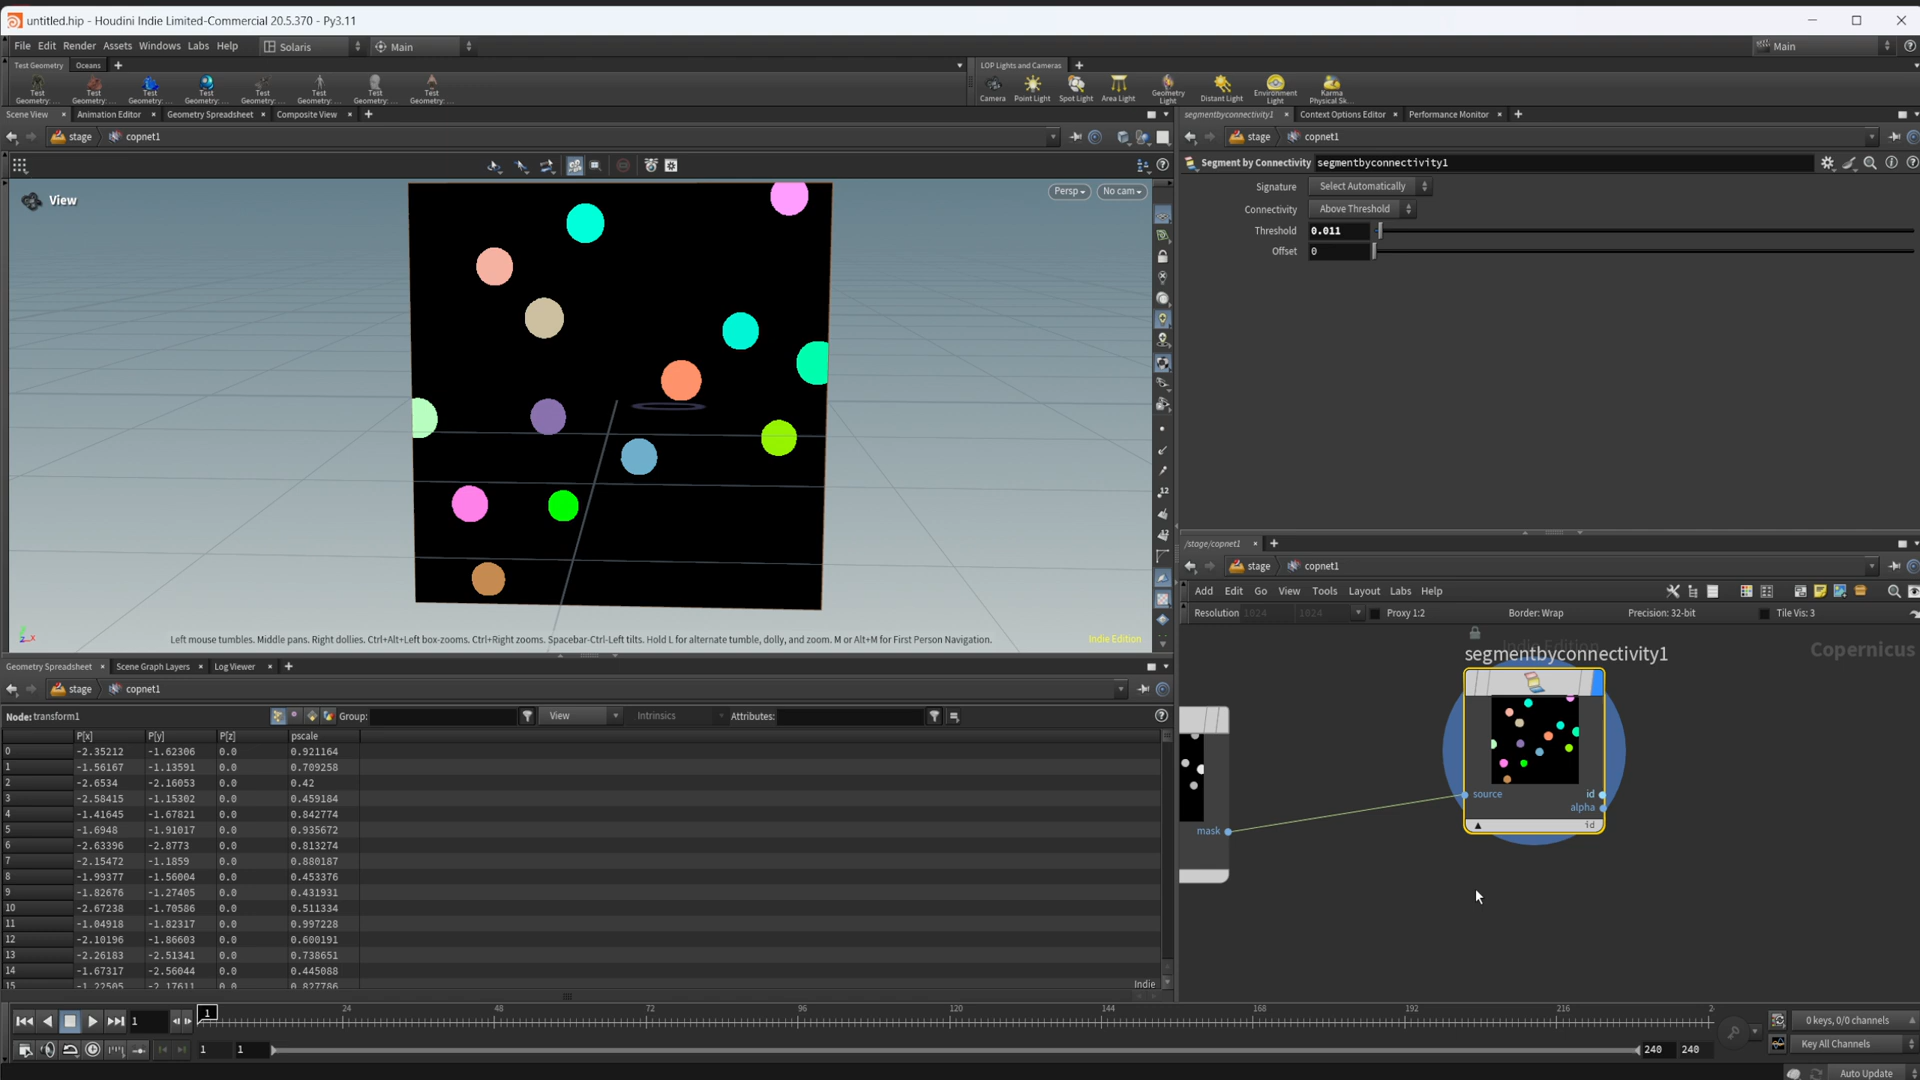 untitled.hip - Houdini Indie Limited-Commercial 20.5.370 - Py3.11
File Edit Render Assets Windows Labs Help Solaris Main Main
Test Geometry Oceans LOP Lights and Cameras
Test Geometry: ... Test Geometry: ... Test Geometry: ... Test Geometry: ... Test Geometry: ... Test Geometry: ... Test Geometry: ... Test Geometry: ... Camera Point Light Spot Light Area Light Geometry Light Distant Light Environment Light Karma Physical Sk...
Scene View Animation Editor Geometry Spreadsheet Composite View segmentbyconnectivity1 Context Options Editor Performance Monitor
stage copnet1 stage copnet1
Segment by Connectivity segmentbyconnectivity1
Signature Select Automatically
Connectivity Above Threshold
Threshold 0.011
Offset 0
View Persp No cam
Left mouse tumbles. Middle pans. Right dollies. Ctrl+Alt+Left box-zooms. Ctrl+Right zooms. Spacebar-Ctrl-Left tilts. Hold L for alternate tumble, dolly, and zoom. M or Alt+M for First Person Navigation.
Indie Edition
/stage/copnet1
stage copnet1
Add Edit Go View Tools Layout Labs Help
Resolution 1024 1024 Proxy 1:2 Border: Wrap Precision: 32-bit Tile Vis: 3
Indie Edition
segmentbyconnectivity1
Copernicus
source id
alpha
id
mask
Geometry Spreadsheet Scene Graph Layers Log Viewer
stage copnet1
Node: transform1 Group: View Intrinsics Attributes:
P[x] P[y] P[z] pscale
0 -2.35212 -1.62306 0.0 0.921164
1 -1.56167 -1.13591 0.0 0.709258
2 -2.6534 -2.16053 0.0 0.42
3 -2.58415 -1.15302 0.0 0.459184
4 -1.41645 -1.67821 0.0 0.842774
5 -1.6948 -1.91017 0.0 0.935672
6 -2.63396 -2.8773 0.0 0.813274
7 -2.15472 -1.1859 0.0 0.880187
8 -1.99377 -1.56004 0.0 0.453376
9 -1.82676 -1.27405 0.0 0.431931
10 -2.67238 -1.70586 0.0 0.511334
11 -1.04918 -1.82317 0.0 0.997228
12 -2.10196 -1.86603 0.0 0.600191
13 -2.26183 -2.51341 0.0 0.738651
14 -1.67317 -2.56044 0.0 0.445088
15 -1.22505 -2.17611 0.0 0.827786
Indie
1 1 24 48 72 96 120 144 168 192 216 2
0 keys, 0/0 channels
1 1 240 240 Key All Channels
Auto Update